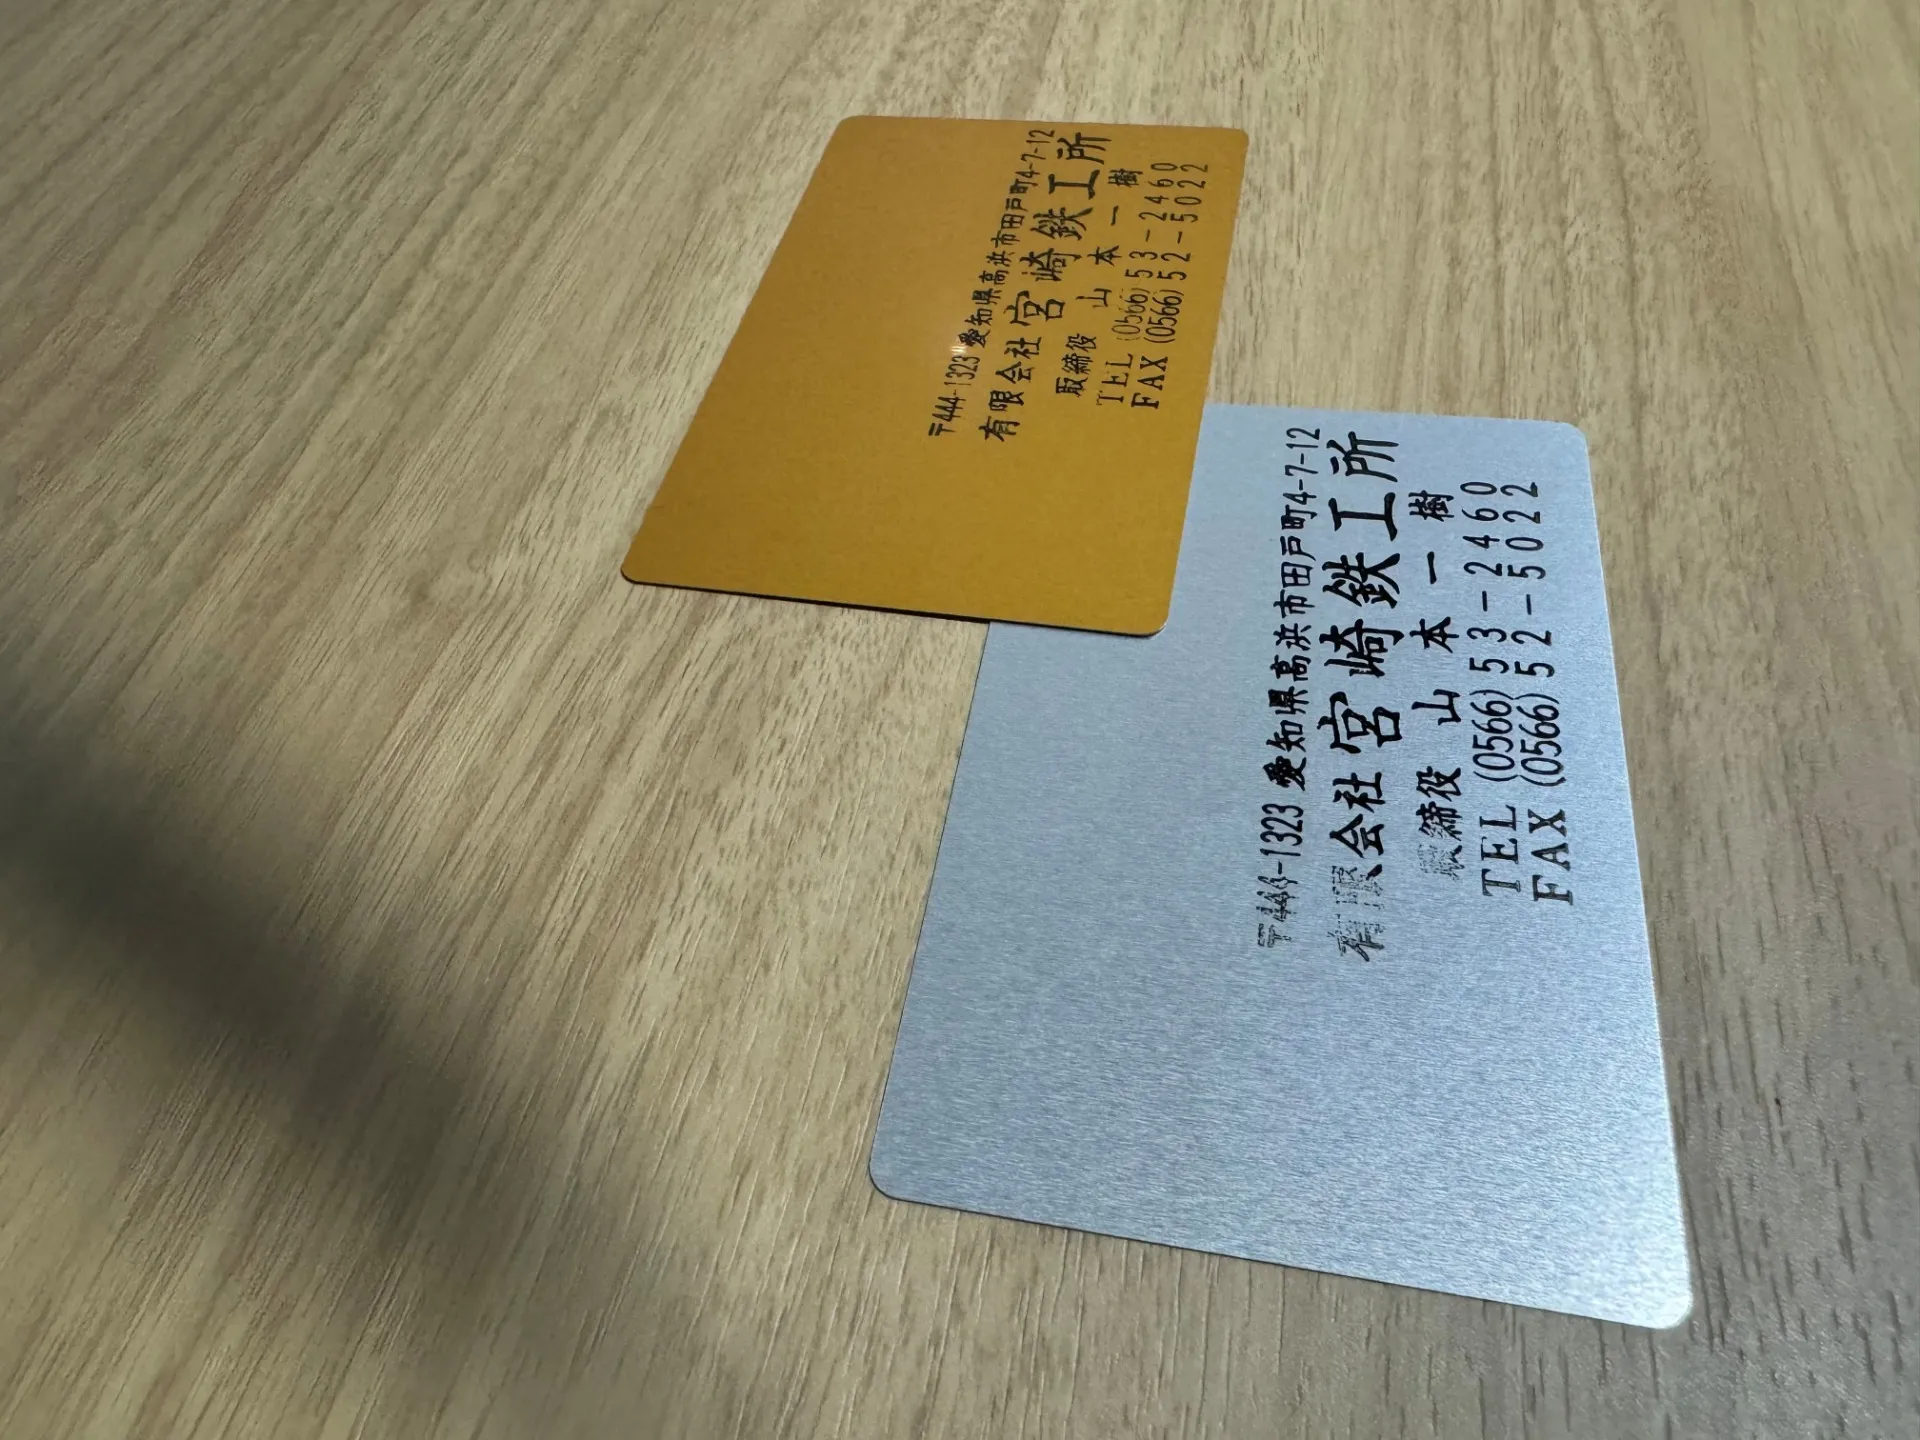 〒444-1323 愛知県高浜市田戸町4-7-12
有限会社 宮崎鉄工所
取締役 山本一樹
TEL (0566) 53-2460
FAX (0566) 52-5022
〒444-1323 愛知県高浜市田戸町4-7-12
有限会社 宮崎鉄工所
取締役 山本一樹
TEL (0566) 53-2460
FAX (0566) 52-5022